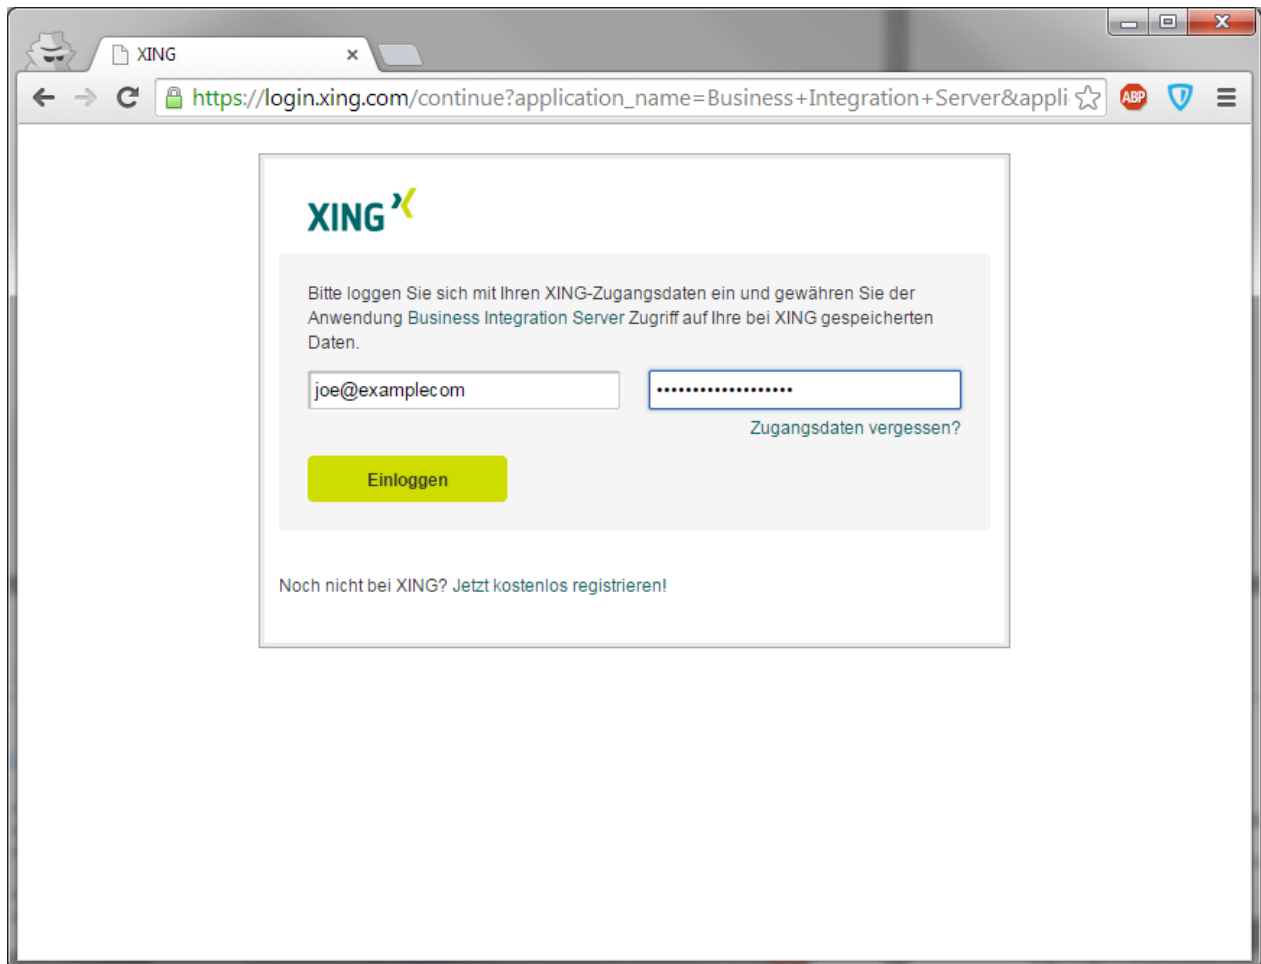 XING
https://login.xing.com/continue?application_name=Business+Integration+Server&appli
ABP
XING
Bitte loggen Sie sich mit Ihren XING-Zugangsdaten ein und gewähren Sie der
Anwendung Business Integration Server Zugriff auf Ihre bei XING gespeicherten
Daten.
joe@examplecom
•••••••••••••••••••
Zugangsdaten vergessen?
Einloggen
Noch nicht bei XING? Jetzt kostenlos registrieren!